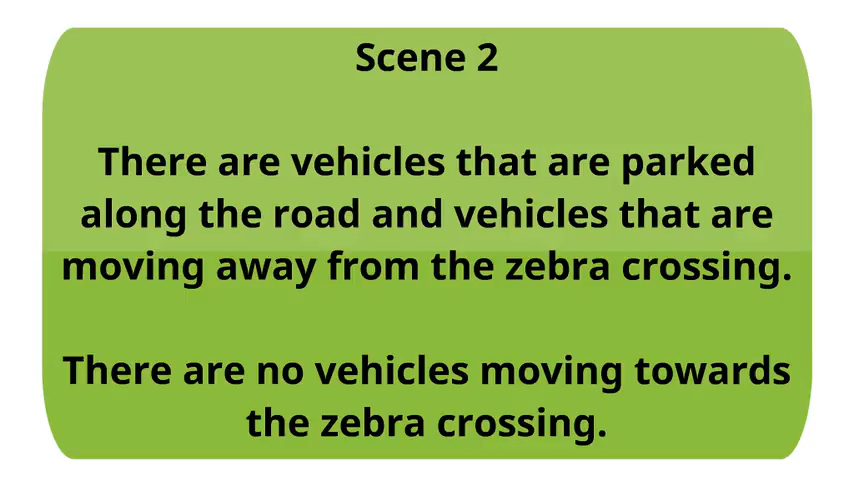 Scene 2
There are vehicles that are parked
along the road and vehicles that are
moving away from the zebra crossing.
There are no vehicles moving towards
the zebra crossing.